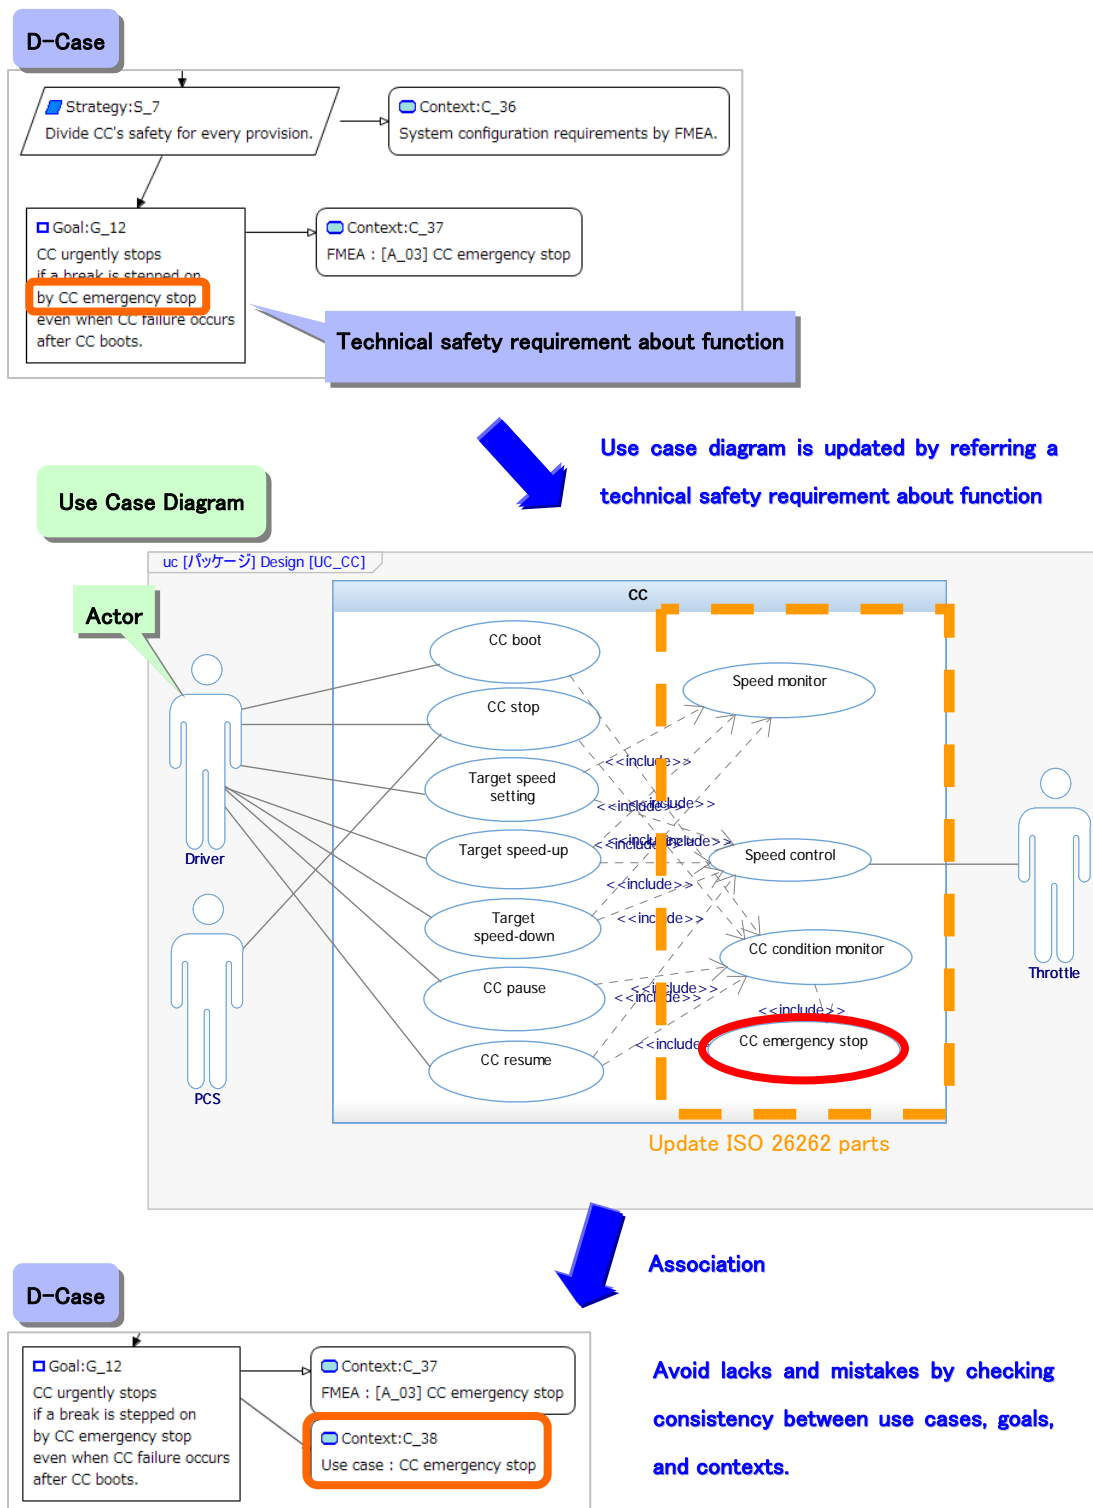 D-Case
Strategy:S_7
Divide CC's safety for every provision.
Context:C_36
System configuration requirements by FMEA.
Goal:G_12
CC urgently stops
if a break is stepped on
by CC emergency stop
even when CC failure occurs
after CC boots.
Context:C_37
FMEA : [A_03] CC emergency stop
Technical safety requirement about function
Use case diagram is updated by referring a
technical safety requirement about function
Use Case Diagram
uc [パッケージ] Design [UC_CC]
CC
Actor
CC boot
Speed monitor
CC stop
<<include>>
Target speed
setting
<<include>>
<<include>>
<<include>>
<<include>>
Target speed-up
Speed control
Driver
<<include>>
<<include>>
Target
speed-down
CC condition monitor
Throttle
CC pause
<<include>>
<<include>>
<<include>>
<<include
CC emergency stop
CC resume
PCS
Update ISO 26262 parts
Association
D-Case
Goal:G_12
CC urgently stops
if a break is stepped on
by CC emergency stop
even when CC failure occurs
after CC boots.
Context:C_37
FMEA : [A_03] CC emergency stop
Context:C_38
Use case : CC emergency stop
Avoid lacks and mistakes by checking
consistency between use cases, goals,
and contexts.